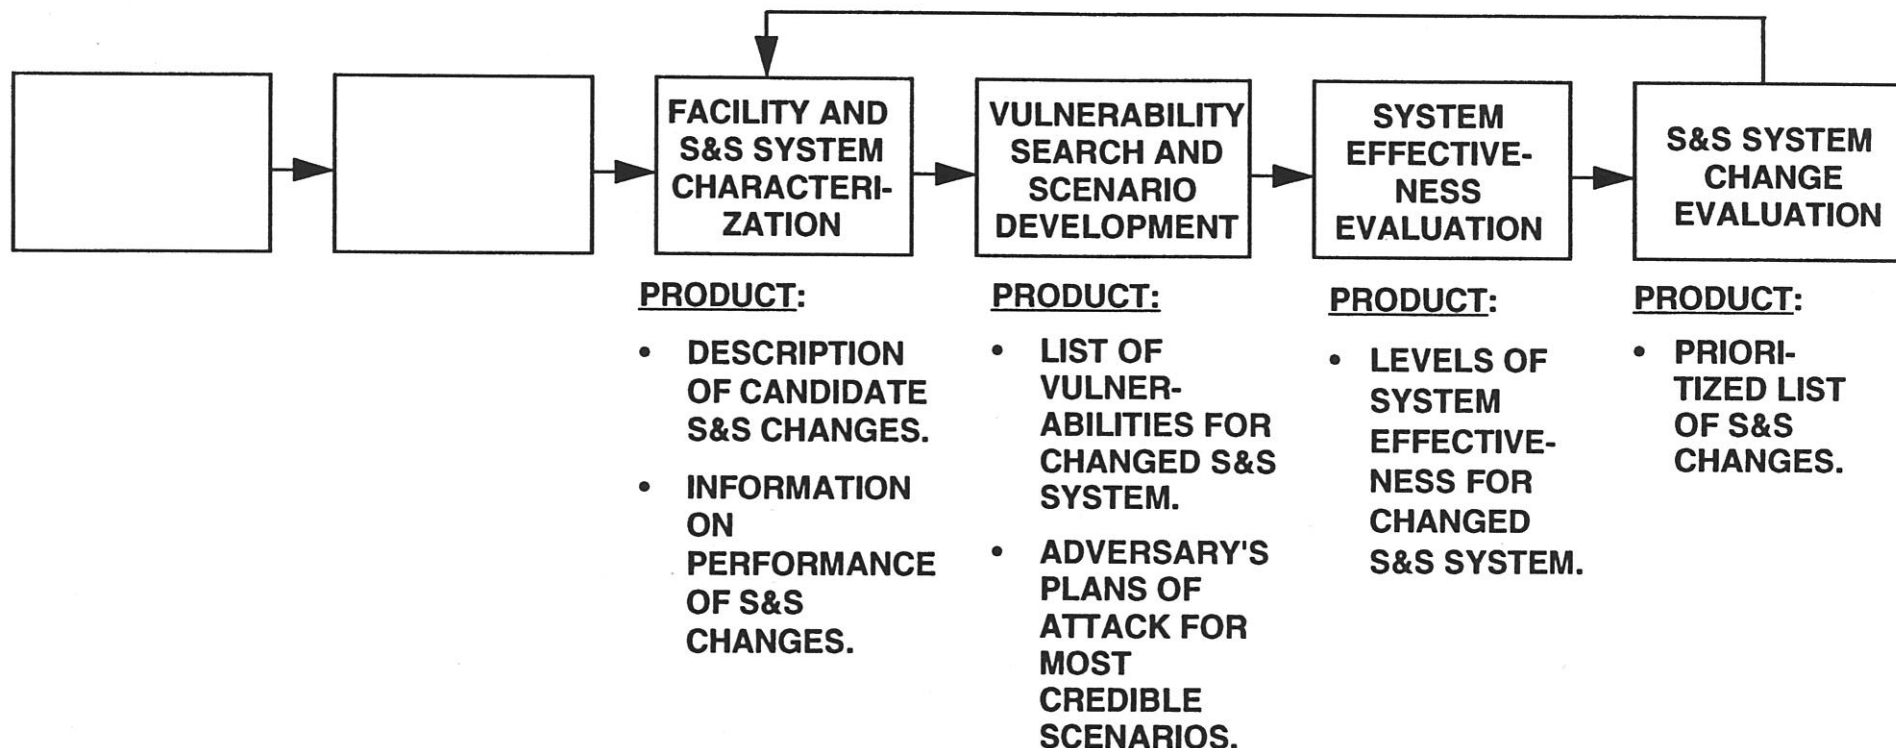 FACILITY AND
S&S SYSTEM
CHARACTERI-
ZATION
VULNERABILITY
SEARCH AND
SCENARIO
DEVELOPMENT
SYSTEM
EFFECTIVE-
NESS
EVALUATION
S&S SYSTEM
CHANGE
EVALUATION
PRODUCT:
• DESCRIPTION
OF CANDIDATE
S&S CHANGES.
• INFORMATION
ON
PERFORMANCE
OF S&S
CHANGES.
PRODUCT:
• LIST OF
VULNER-
ABILITIES FOR
CHANGED S&S
SYSTEM.
• ADVERSARY'S
PLANS OF
ATTACK FOR
MOST
CREDIBLE
SCENARIOS.
PRODUCT:
• LEVELS OF
SYSTEM
EFFECTIVE-
NESS FOR
CHANGED
S&S SYSTEM.
PRODUCT:
• PRIORI-
TIZED LIST
OF S&S
CHANGES.